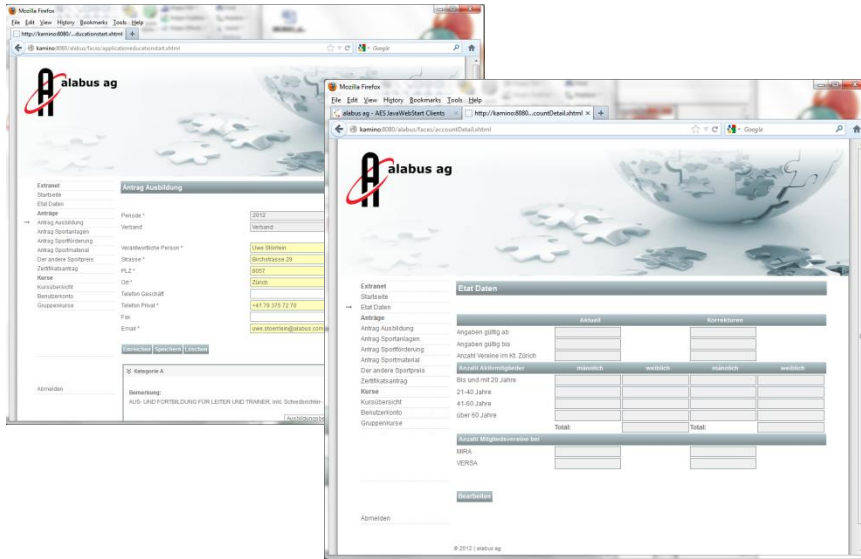 Mozilla Firefox
File Edit View History Bookmarks Tools Help
http://kamino:8080/...ducationstart.xhtml
kamino:8080/alabus/faces/applicationeducationstart.xhtml
Google
alabus ag
Extranet
Startseite
Etat Daten
Anträge
Antrag Ausbildung
Antrag Sportanlagen
Antrag Sportförderung
Antrag Sportmaterial
Der andere Sportpreis
Zertifikatsantrag
Kurse
Kursübersicht
Benutzerkonto
Gruppenkurse
Abmelden
Antrag Ausbildung
Periode * 2012
Verband Verband
Verantwortliche Person * Uwe
Strasse * Birchstrasse 29
PLZ * 8057
Ort * Zürich
Telefon Geschäft
Telefon Privat * +41 79 375 72 70
Fax
Email *
Einreichen Speichern Löschen
Kategorie A
Bemerkung:
AUS- UND FORTBILDUNG FÜR LEITER UND TRAINER, inkl. Schiedsrichter-
Mozilla Firefox
File Edit View History Bookmarks Tools Help
alabus ag - AES JavaWebStart Clients
http://kamino:8080...countDetail.xhtml
kamino:8080/alabus/faces/accountDetail.xhtml
Google
alabus ag
Extranet
Startseite
Etat Daten
Anträge
Antrag Ausbildung
Antrag Sportanlagen
Antrag Sportförderung
Antrag Sportmaterial
Der andere Sportpreis
Zertifikatsantrag
Kurse
Kursübersicht
Benutzerkonto
Gruppenkurse
Abmelden
Etat Daten
Aktuell Korrekturen
Angaben gültig ab
Angaben gültig bis
Anzahl Vereine im Kt. Zürich
Anzahl Aktivmitglieder männlich weiblich männlich weiblich
Bis und mit 20 Jahre
21-40 Jahre
41-60 Jahre
über 60 Jahre
Total: Total:
Anzahl Mitgliedsvereine bei
MIRA
VERSA
Bearbeiten
© 2012 | alabus ag